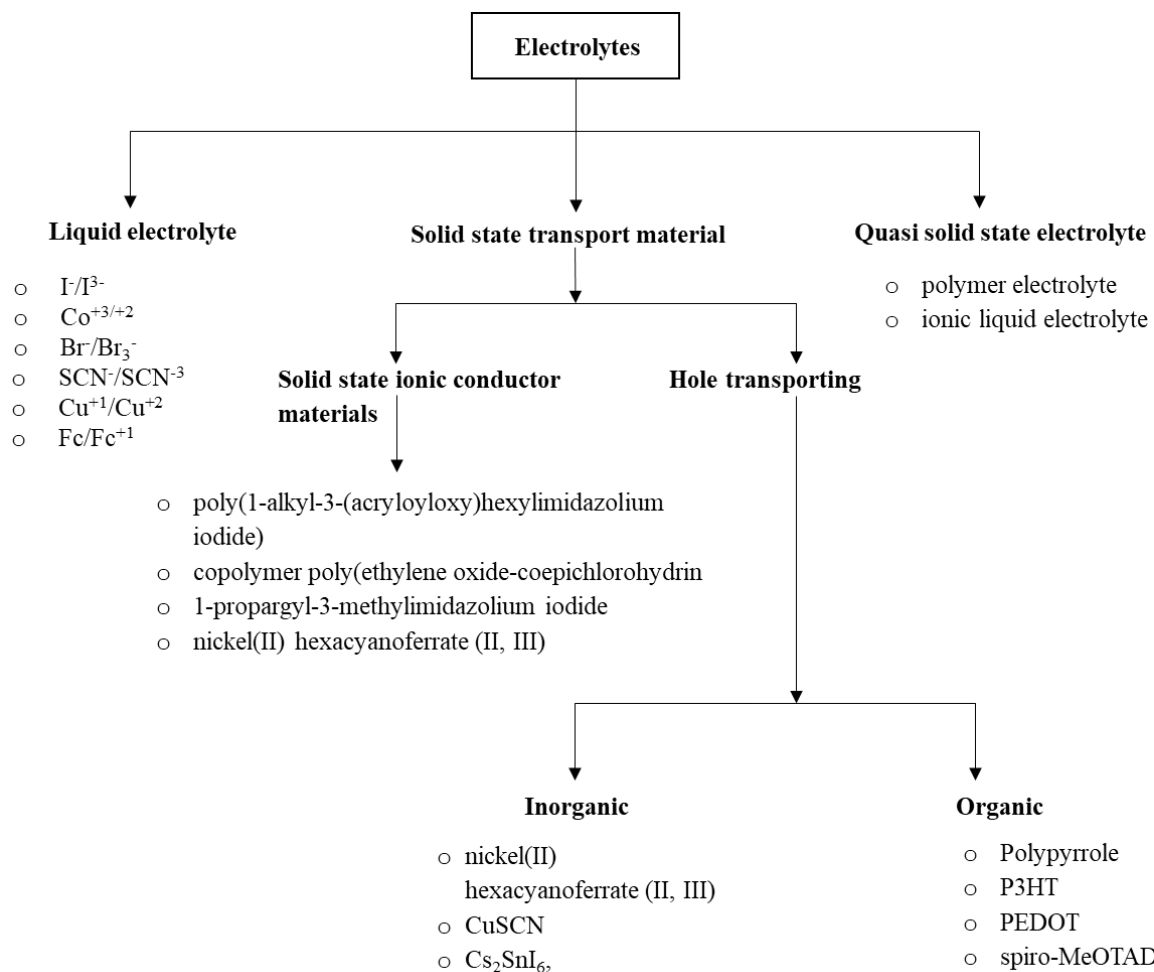 Electrolytes
Liquid electrolyte
o I⁻/I³⁻
o Co⁺³/⁺²
o Br⁻/Br₃⁻
o SCN⁻/SCN⁻³
o Cu⁺¹/Cu⁺²
o Fc/Fc⁺¹
Solid state transport material
Quasi solid state electrolyte
o polymer electrolyte
o ionic liquid electrolyte
Solid state ionic conductor
materials
o poly(1-alkyl-3-(acryloyloxy)hexylimidazolium
iodide)
o copolymer poly(ethylene oxide-coepichlorohydrin
o 1-propargyl-3-methylimidazolium iodide
o nickel(II) hexacyanoferrate (II, III)
Hole transporting
Inorganic
o nickel(II)
hexacyanoferrate (II, III)
o CuSCN
o Cs₂SnI₆,
Organic
o Polypyrrole
o P3HT
o PEDOT
o spiro-MeOTAD